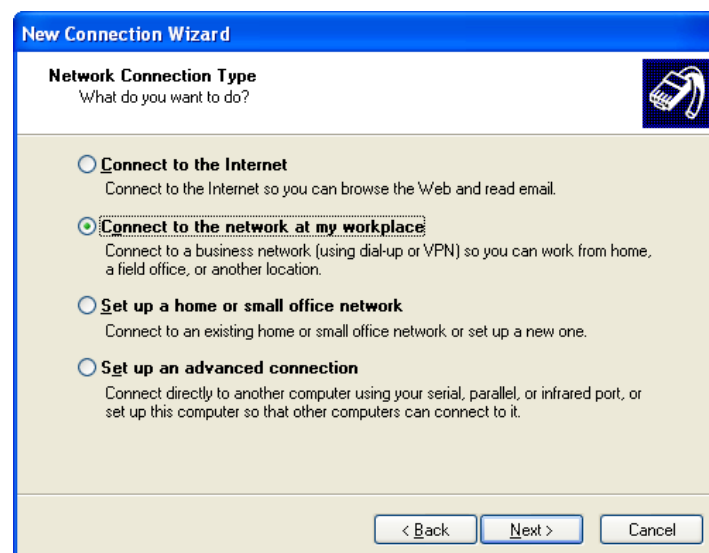 New Connection Wizard
Network Connection Type
What do you want to do?
Connect to the Internet
Connect to the Internet so you can browse the Web and read email.
Connect to the network at my workplace
Connect to a business network (using dial-up or VPN) so you can work from home,
a field office, or another location.
Set up a home or small office network
Connect to an existing home or small office network or set up a new one.
Set up an advanced connection
Connect directly to another computer using your serial, parallel, or infrared port, or
set up this computer so that other computers can connect to it.
< Back Next > Cancel